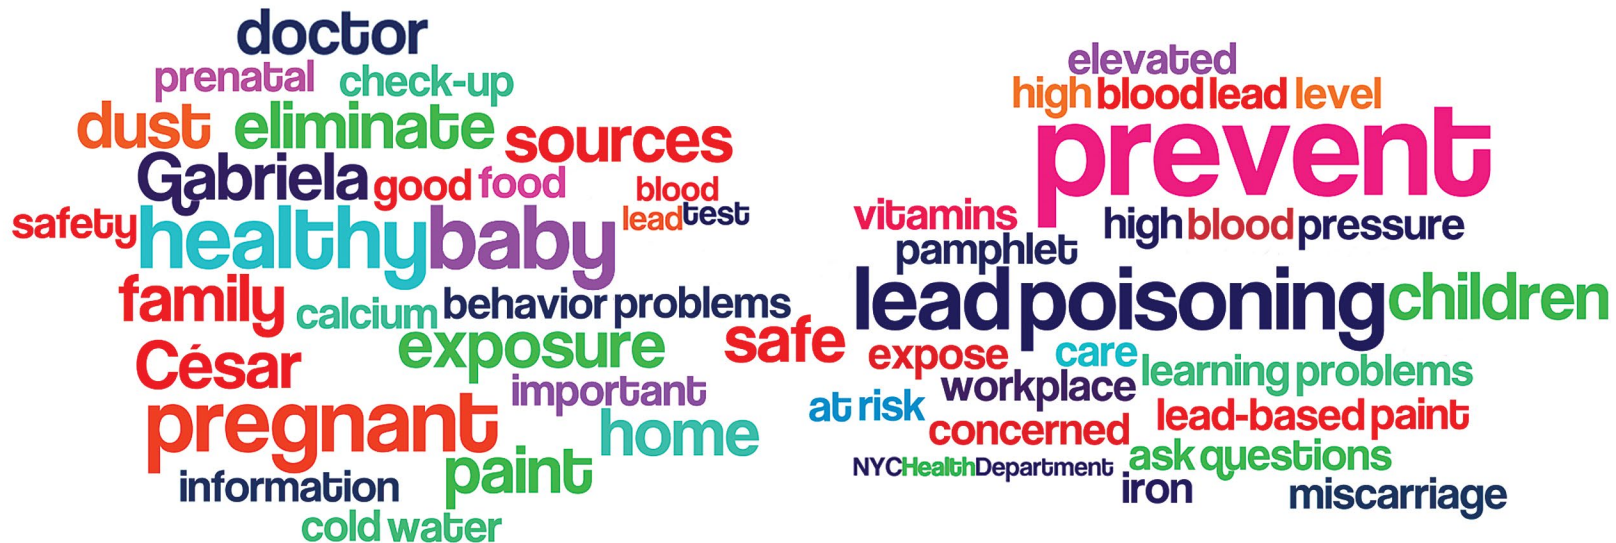 doctor
prenatal check-up
dust eliminate sources
Gabriela good food blood
safety healthy baby lead test
family calcium behavior problems
exposure safe
César
important
pregnant home
paint
information
cold water
elevated
high blood lead level
prevent
vitamins high blood pressure
pamphlet
lead poisoning children
expose care
workplace learning problems
at risk lead-based paint
concerned
NYCHealthDepartment ask questions
iron miscarriage